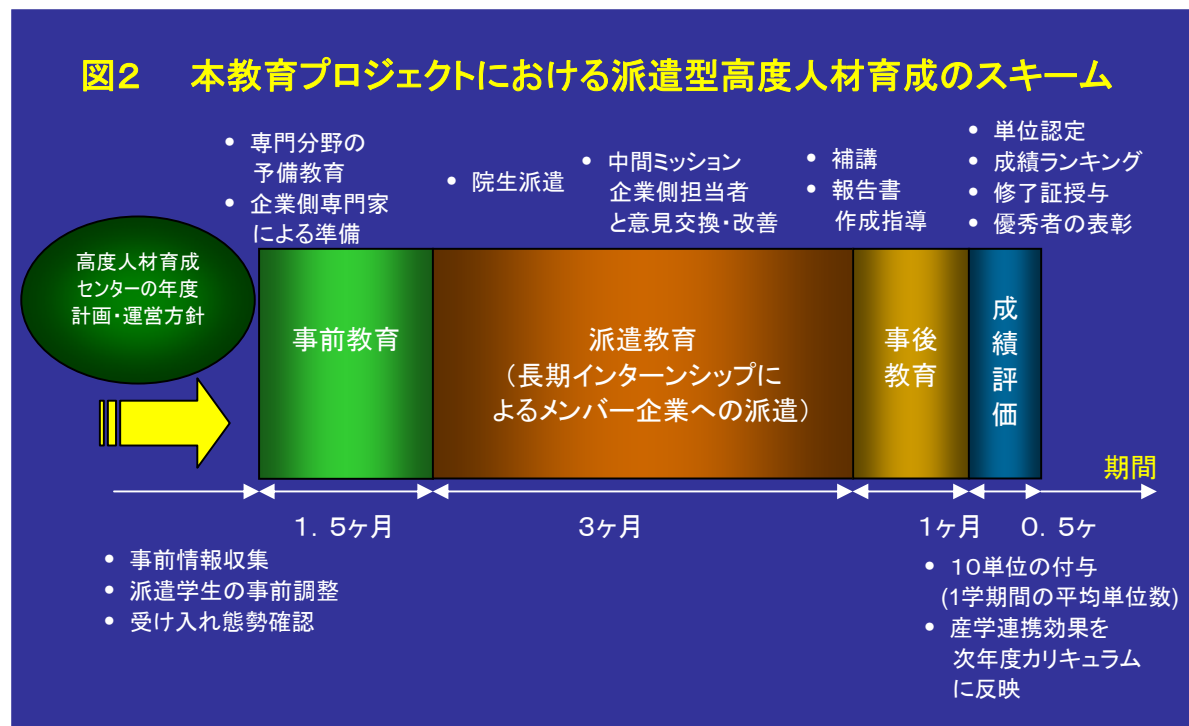 図2 本教育プロジェクトにおける派遣型高度人材育成のスキーム
• 専門分野の
予備教育
• 企業側専門家
による準備
• 院生派遣
• 中間ミッション
企業側担当者
と意見交換・改善
• 補講
• 報告書
作成指導
• 単位認定
• 成績ランキング
• 修了証授与
• 優秀者の表彰
高度人材育成
センターの年度
計画・運営方針
事前教育
派遣教育
(長期インターンシップに
よるメンバー企業への派遣)
事後
教育
成
績
評
価
期間
1.5ヶ月
3ヶ月
1ヶ月
0.5ヶ
• 事前情報収集
• 派遣学生の事前調整
• 受け入れ態勢確認
• 10単位の付与
(1学期間の平均単位数)
• 産学連携効果を
次年度カリキュラム
に反映